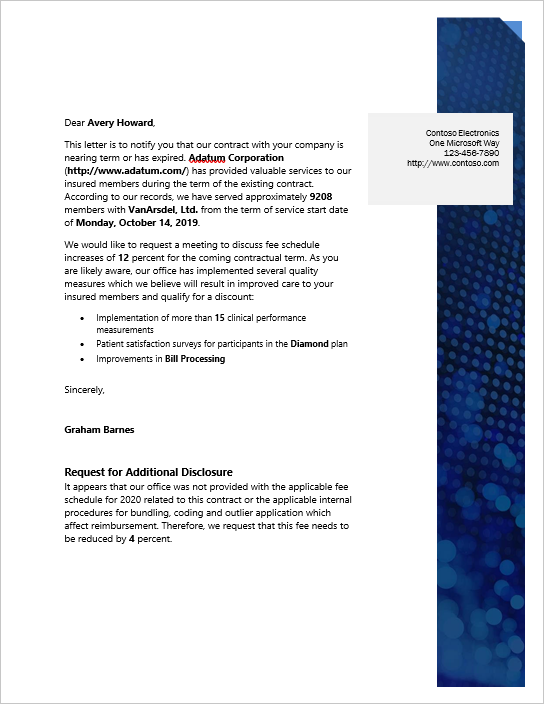 Contoso Electronics
One Microsoft Way
123-456-7890
http://www.contoso.com
Dear Avery Howard,
This letter is to notify you that our contract with your company is
nearing term or has expired. Adatum Corporation
(http://www.adatum.com/) has provided valuable services to our
insured members during the term of the existing contract.
According to our records, we have served approximately 9208
members with VanArsdel, Ltd. from the term of service start date
of Monday, October 14, 2019.
We would like to request a meeting to discuss fee schedule
increases of 12 percent for the coming contractual term. As you
are likely aware, our office has implemented several quality
measures which we believe will result in improved care to your
insured members and qualify for a discount:
• Implementation of more than 15 clinical performance
measurements
• Patient satisfaction surveys for participants in the Diamond plan
• Improvements in Bill Processing
Sincerely,
Graham Barnes
Request for Additional Disclosure
It appears that our office was not provided with the applicable fee
schedule for 2020 related to this contract or the applicable internal
procedures for bundling, coding and outlier application which
affect reimbursement. Therefore, we request that this fee needs to
be reduced by 4 percent.